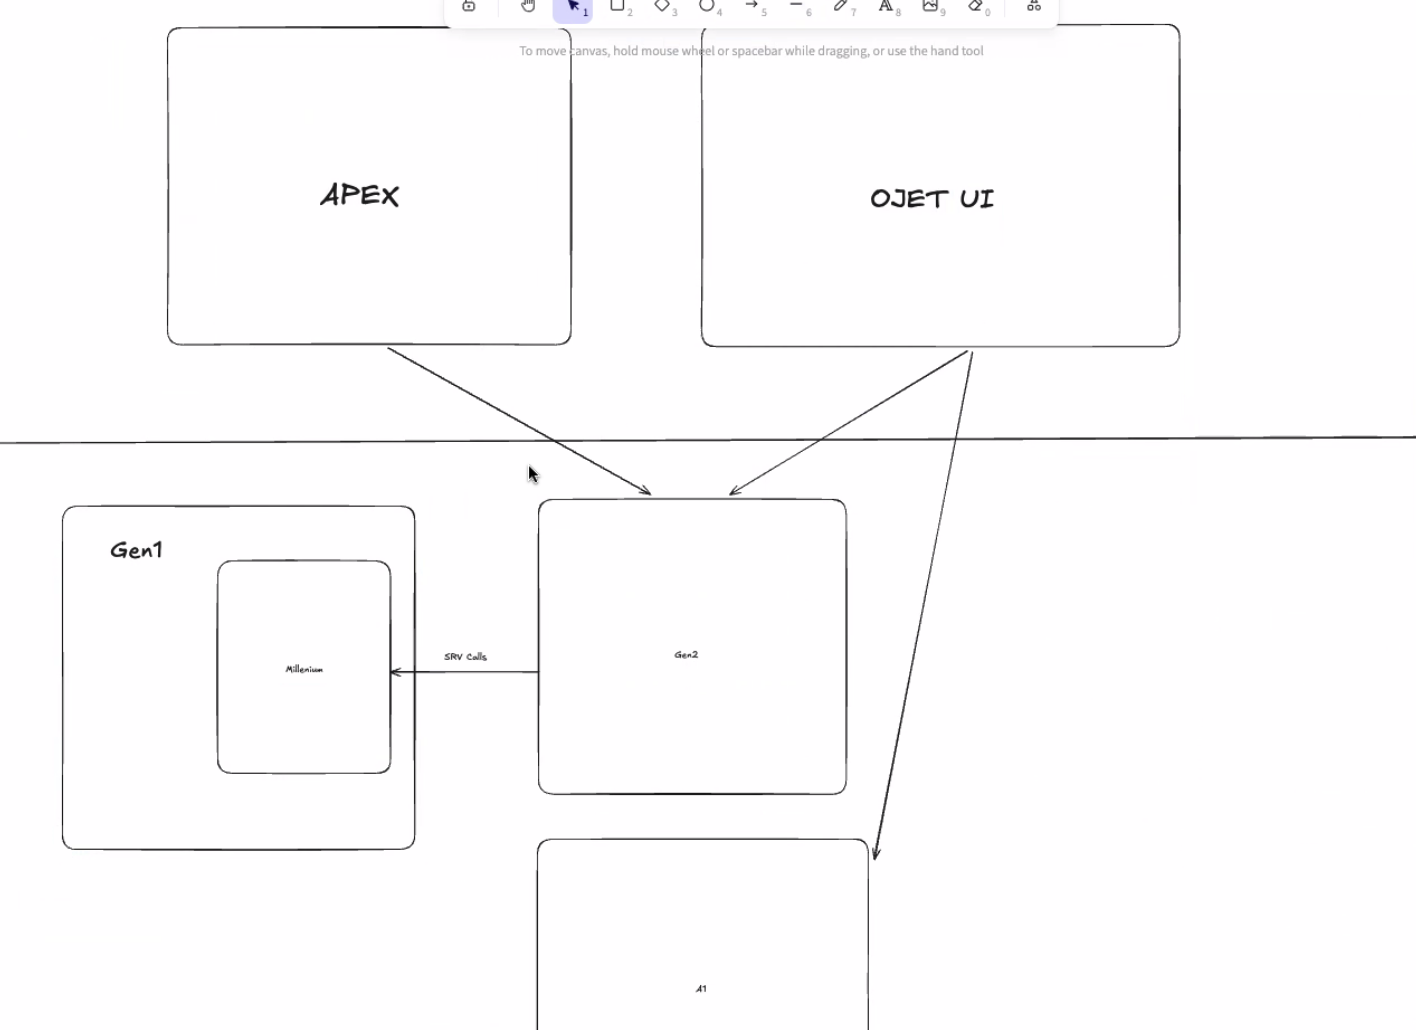 1
2
3
4
5
6
7
8
9
0
To move canvas, hold mouse wheel or spacebar while dragging, or use the hand tool
APEX
OJET UI
Gen1
Millenium
SRV Calls
Gen2
A1